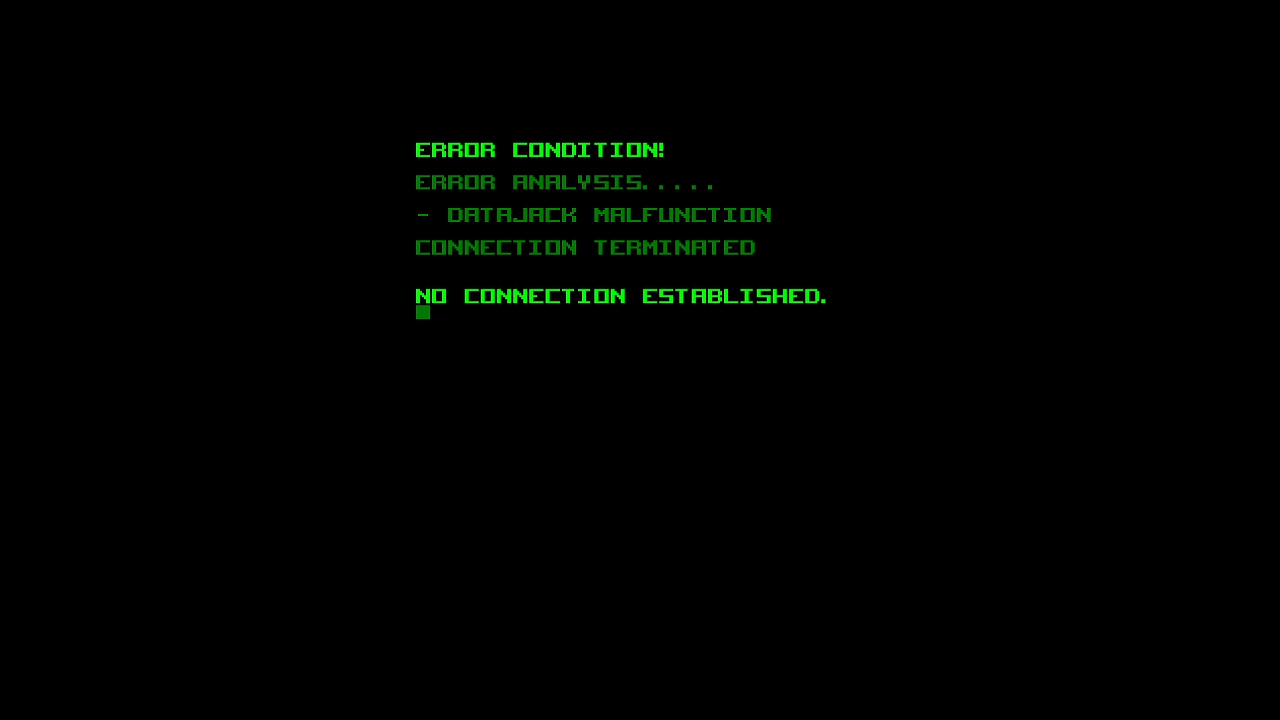 ERROR CONDITION!
ERROR ANALYSIS.....
- DATAJACK MALFUNCTION
CONNECTION TERMINATED
NO CONNECTION ESTABLISHED.